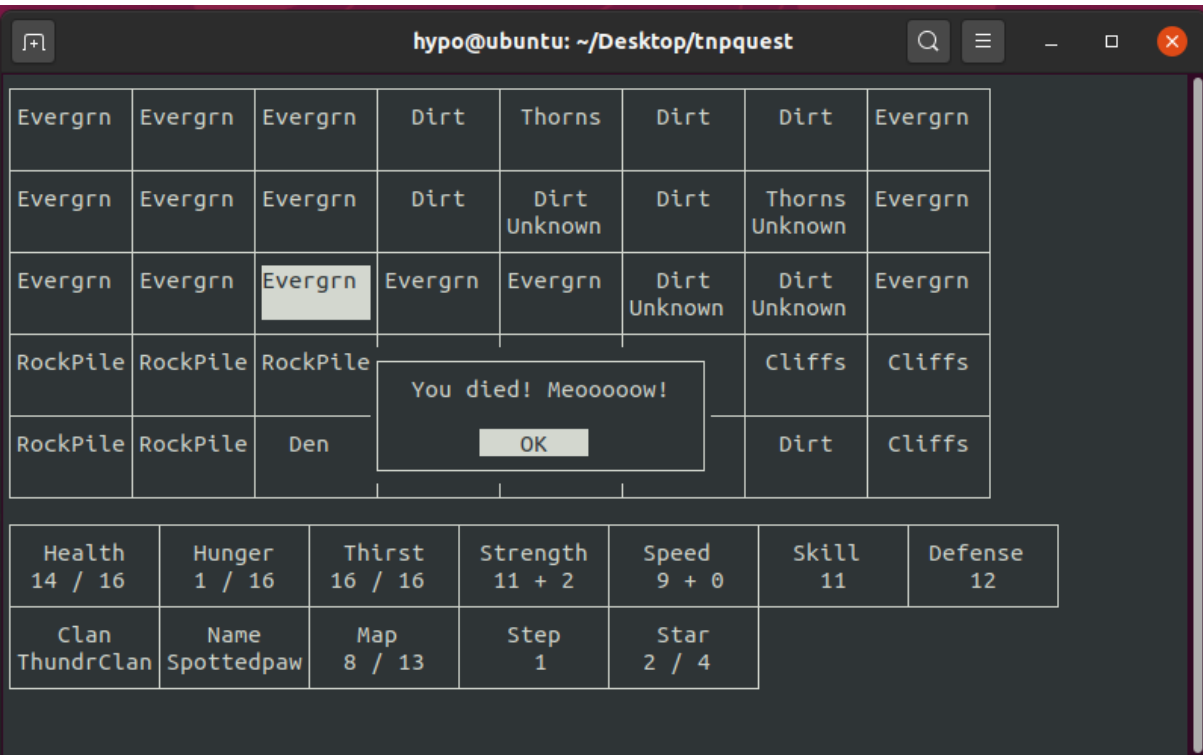 hypo@ubuntu: ~/Desktop/tnpquest
Evergrn Evergrn Evergrn Dirt Thorns Dirt Dirt Evergrn
Evergrn Evergrn Evergrn Dirt Dirt Dirt Thorns Evergrn
Unknown Unknown
Evergrn Evergrn Evergrn Evergrn Evergrn Dirt Dirt Evergrn
Unknown Unknown
RockPile RockPile RockPile Cliffs Cliffs
You died! Meooooow!
RockPile RockPile Den OK Dirt Cliffs
Health Hunger Thirst Strength Speed Skill Defense
14 / 16 1 / 16 16 / 16 11 + 2 9 + 0 11 12
Clan Name Map Step Star
ThundrClan Spottedpaw 8 / 13 1 2 / 4